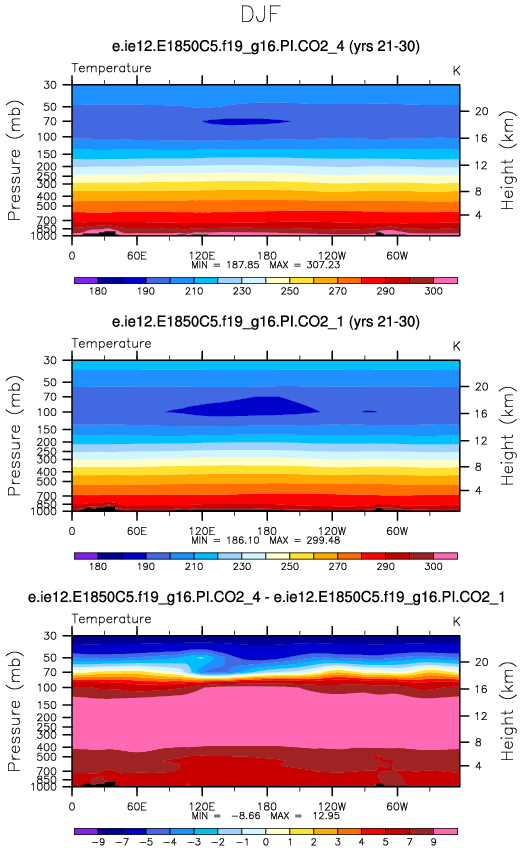 DJF
e.ie12.E1850C5.f19_g16.PI.CO2_4 (yrs 21-30)
Temperature K
30
50
70
100
150
200
250
300
400
500
700
850
1000
Pressure (mb)
20
16
12
8
4
Height (km)
0 60E 120E 180 120W 60W
MIN = 187.85 MAX = 307.23
180 190 210 230 250 270 290 300
e.ie12.E1850C5.f19_g16.PI.CO2_1 (yrs 21-30)
Temperature K
30
50
70
100
150
200
250
300
400
500
700
850
1000
Pressure (mb)
20
16
12
8
4
Height (km)
0 60E 120E 180 120W 60W
MIN = 186.10 MAX = 299.48
180 190 210 230 250 270 290 300
e.ie12.E1850C5.f19_g16.PI.CO2_4 - e.ie12.E1850C5.f19_g16.PI.CO2_1
Temperature K
30
50
70
100
150
200
250
300
400
500
700
850
1000
Pressure (mb)
20
16
12
8
4
Height (km)
0 60E 120E 180 120W 60W
MIN = -8.66 MAX = 12.95
-9 -7 -5 -4 -3 -2 -1 0 1 2 3 4 5 7 9